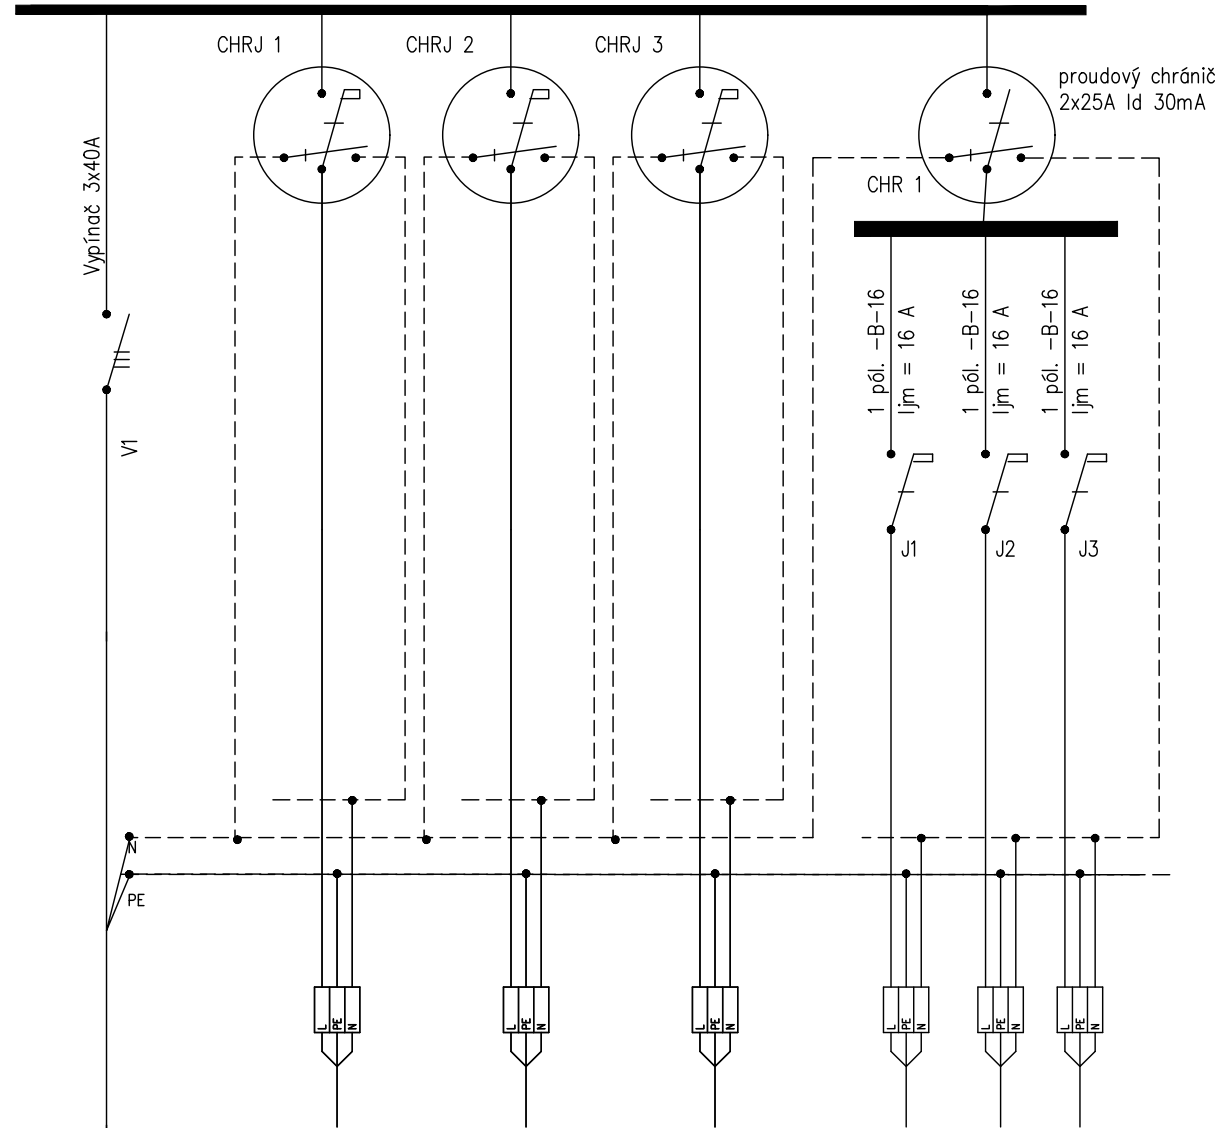 CHRJ 1
CHRJ 2
CHRJ 3
proudový chránič
2x25A Id 30mA
Vypínač 3x40A
CHR 1
1 pól. -B-16
Ijm = 16 A
1 pól. -B-16
Ijm = 16 A
1 pól. -B-16
Ijm = 16 A
V1
J1
J2
J3
N
PE
L
PE
N
L
PE
N
L
PE
N
L
PE
N
L
PE
N
L
PE
N